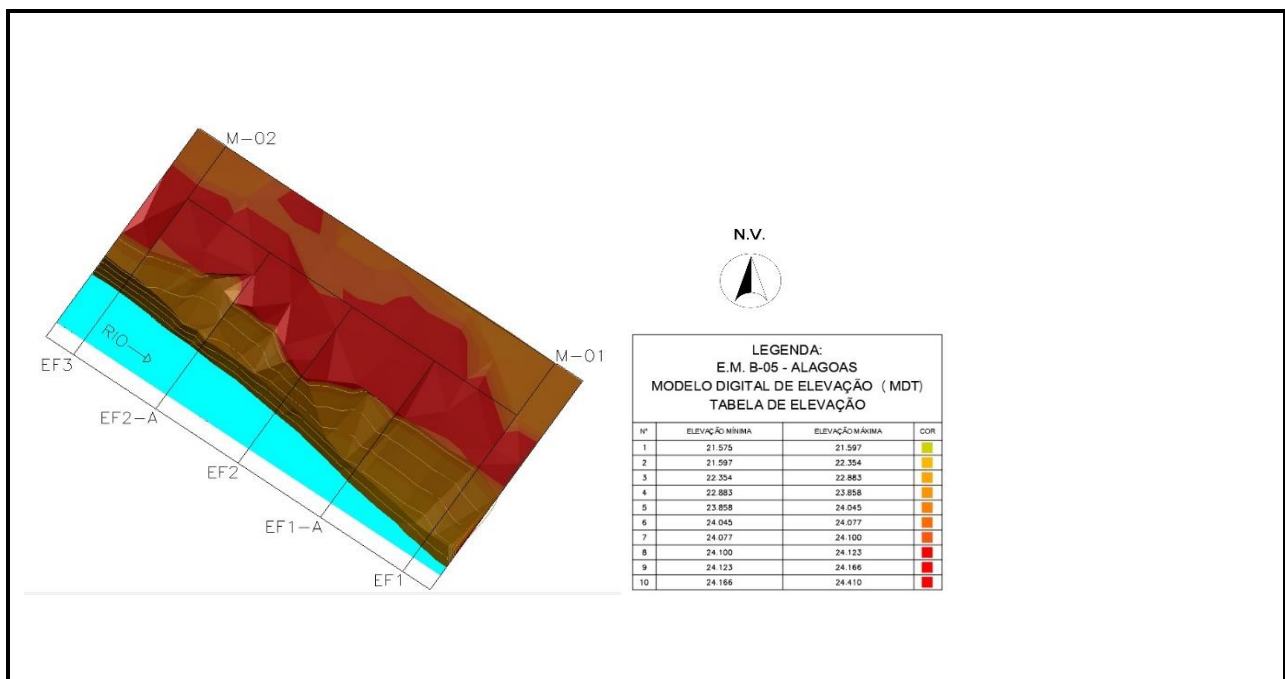 M-02
N.V.
M-01
RIO
EF3
EF2-A
EF2
EF1-A
EF1
LEGENDA:
E.M. B-05 - ALAGOAS
MODELO DIGITAL DE ELEVAÇÃO ( MDT)
TABELA DE ELEVAÇÃO
N° ELEVAÇÃO MÍNIMA ELEVAÇÃO MÁXIMA COR
1 21.575 21.597
2 21.597 22.354
3 22.354 22.883
4 22.883 23.858
5 23.858 24.045
6 24.045 24.077
7 24.077 24.100
8 24.100 24.123
9 24.123 24.166
10 24.166 24.410